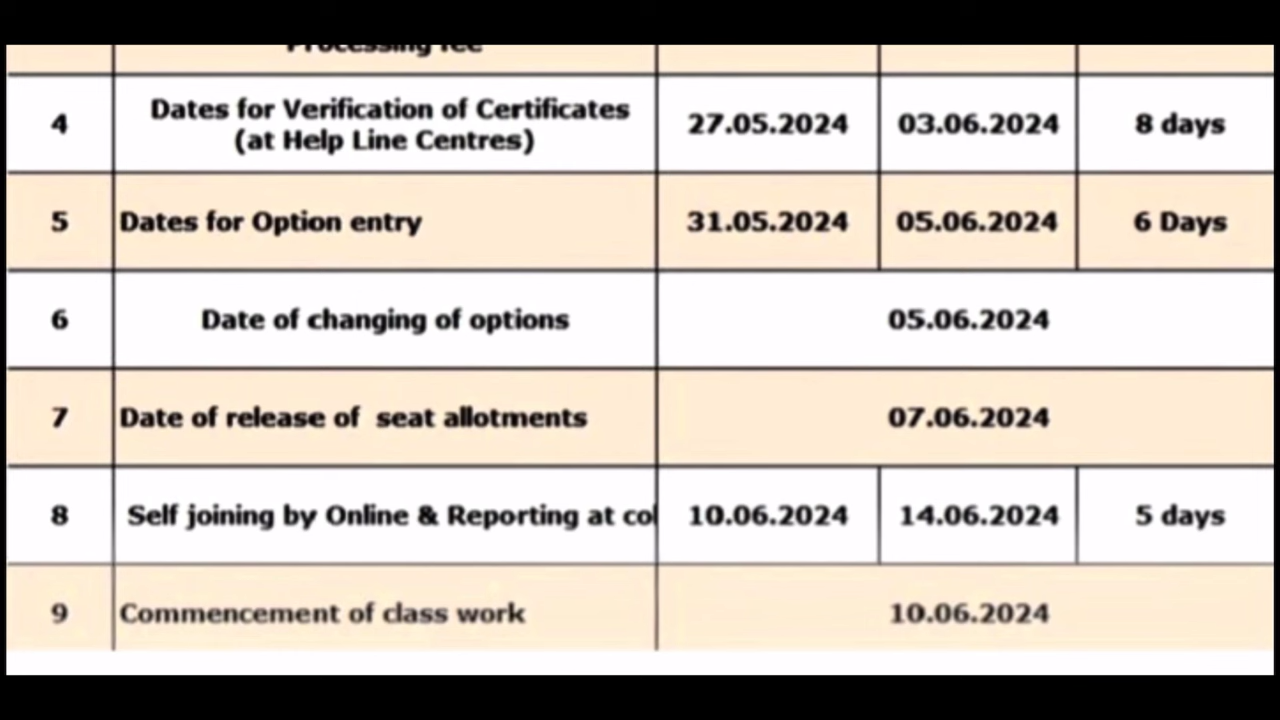 Processing fee
4 Dates for Verification of Certificates (at Help Line Centres) 27.05.2024 03.06.2024 8 days
5 Dates for Option entry 31.05.2024 05.06.2024 6 Days
6 Date of changing of options 05.06.2024
7 Date of release of seat allotments 07.06.2024
8 Self joining by Online & Reporting at col 10.06.2024 14.06.2024 5 days
9 Commencement of class work 10.06.2024